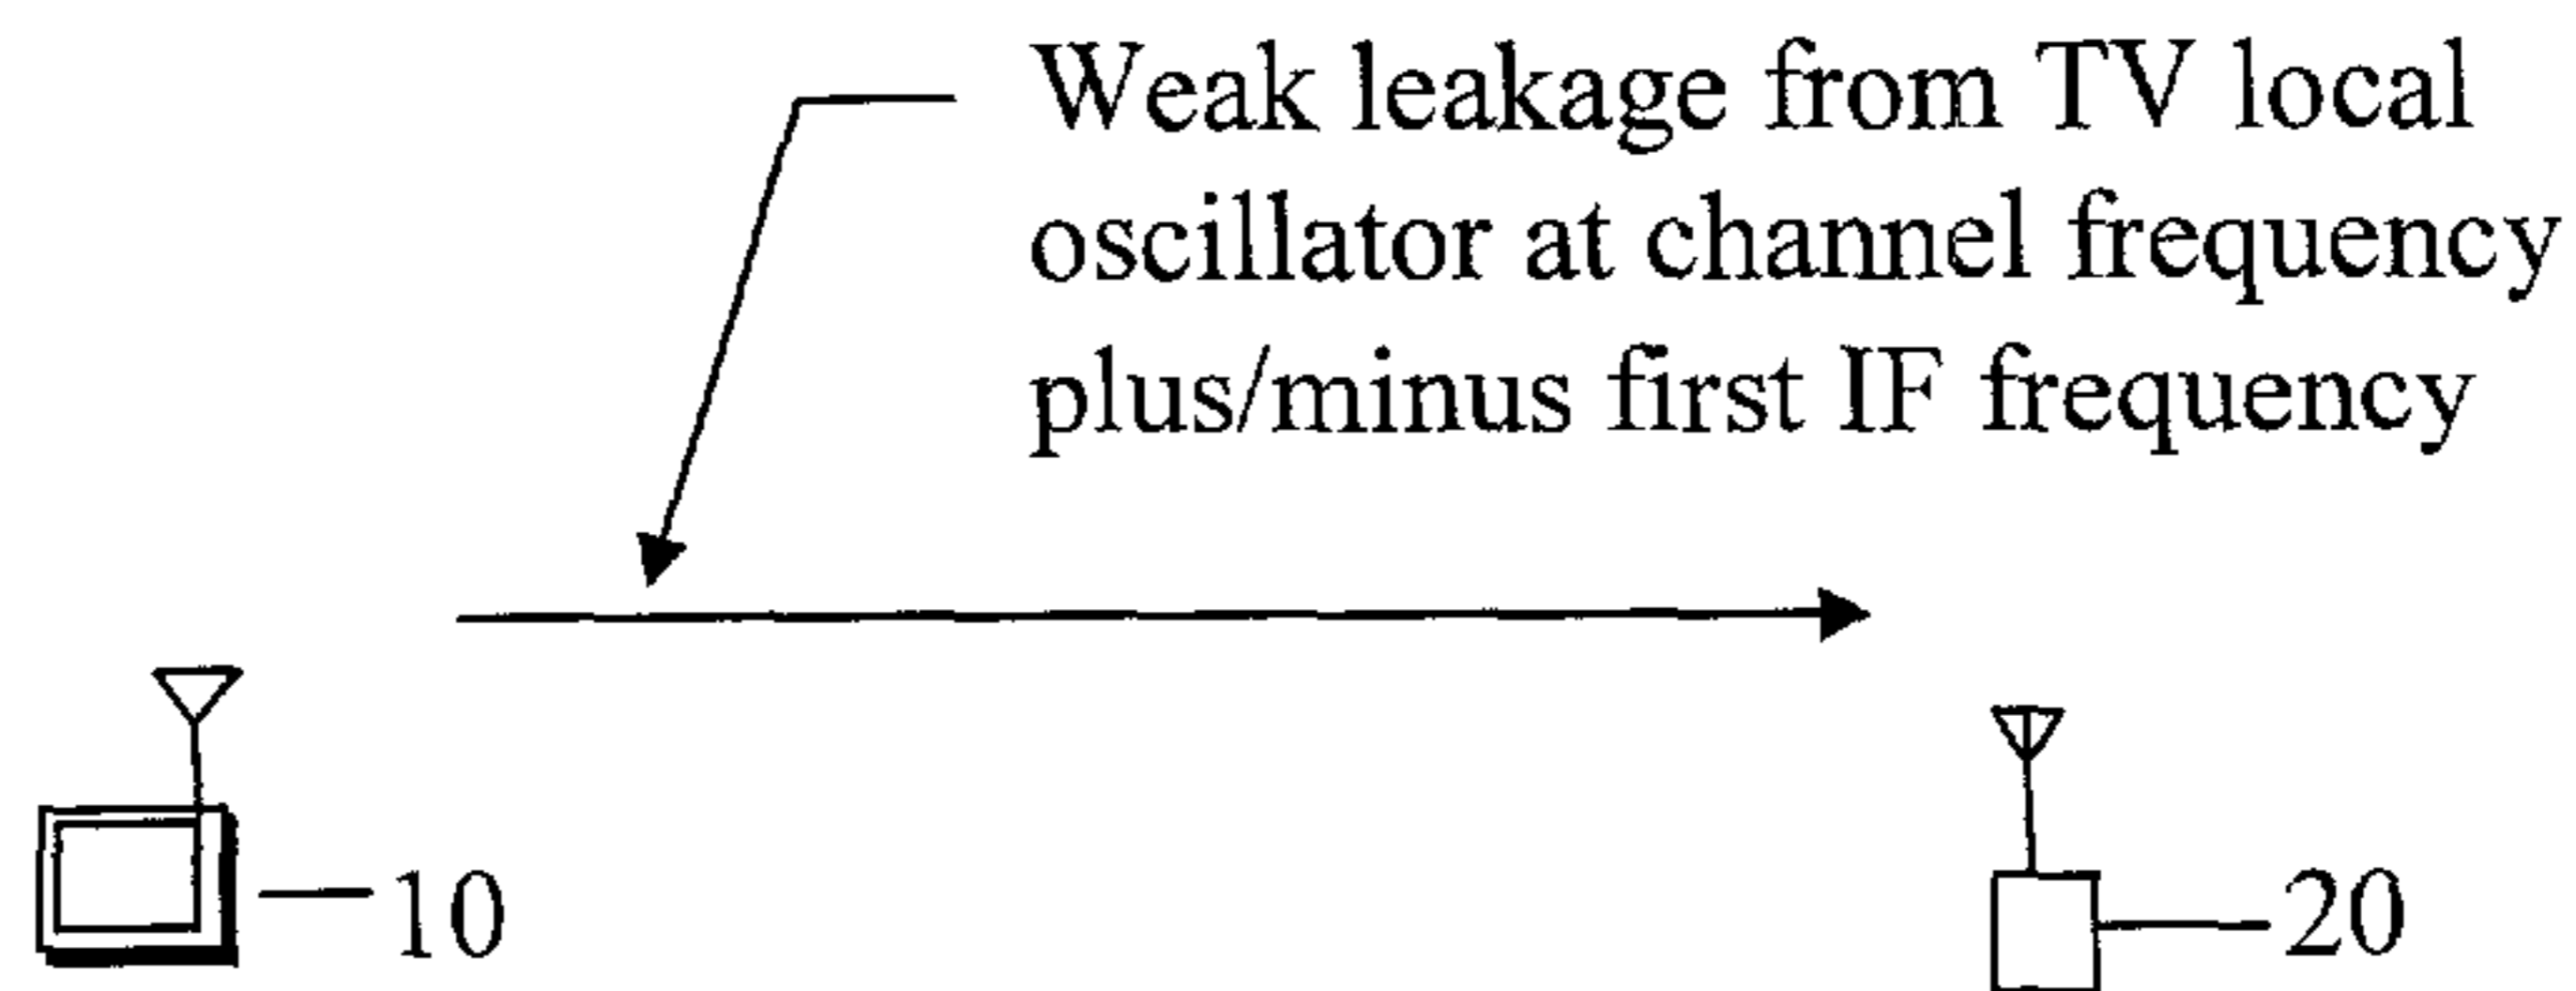 Weak leakage from TV local
oscillator at channel frequency
plus/minus first IF frequency
10
20